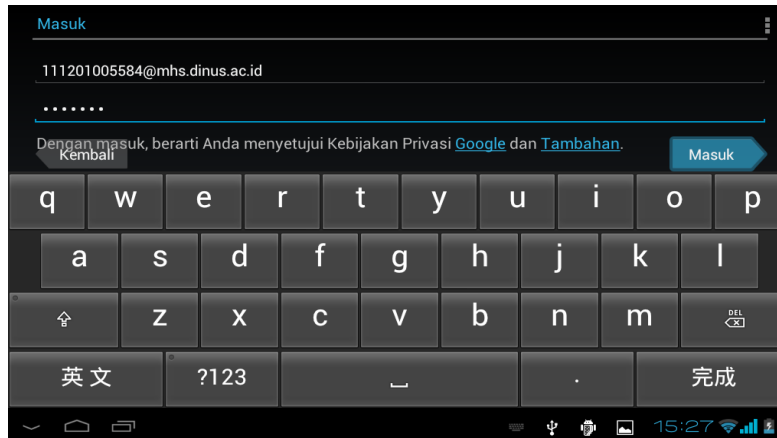 Masuk
111201005584@mhs.dinus.ac.id
•••••••
Dengan masuk, berarti Anda menyetujui Kebijakan Privasi Google dan Tambahan.
Kembali
Masuk
q w e r t y u i o p
a s d f g h j k l
z x c v b n m DEL
英文 ?123 . 完成
15:27